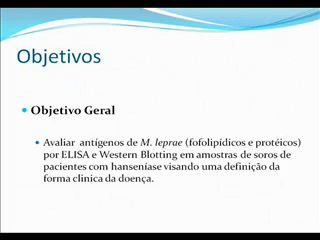 Objetivos
Objetivo Geral
Avaliar antígenos de M. leprae (fofolipídicos e protéicos)
por ELISA e Western Blotting em amostras de soros de
pacientes com hanseníase visando uma definição da
forma clinica da doença.